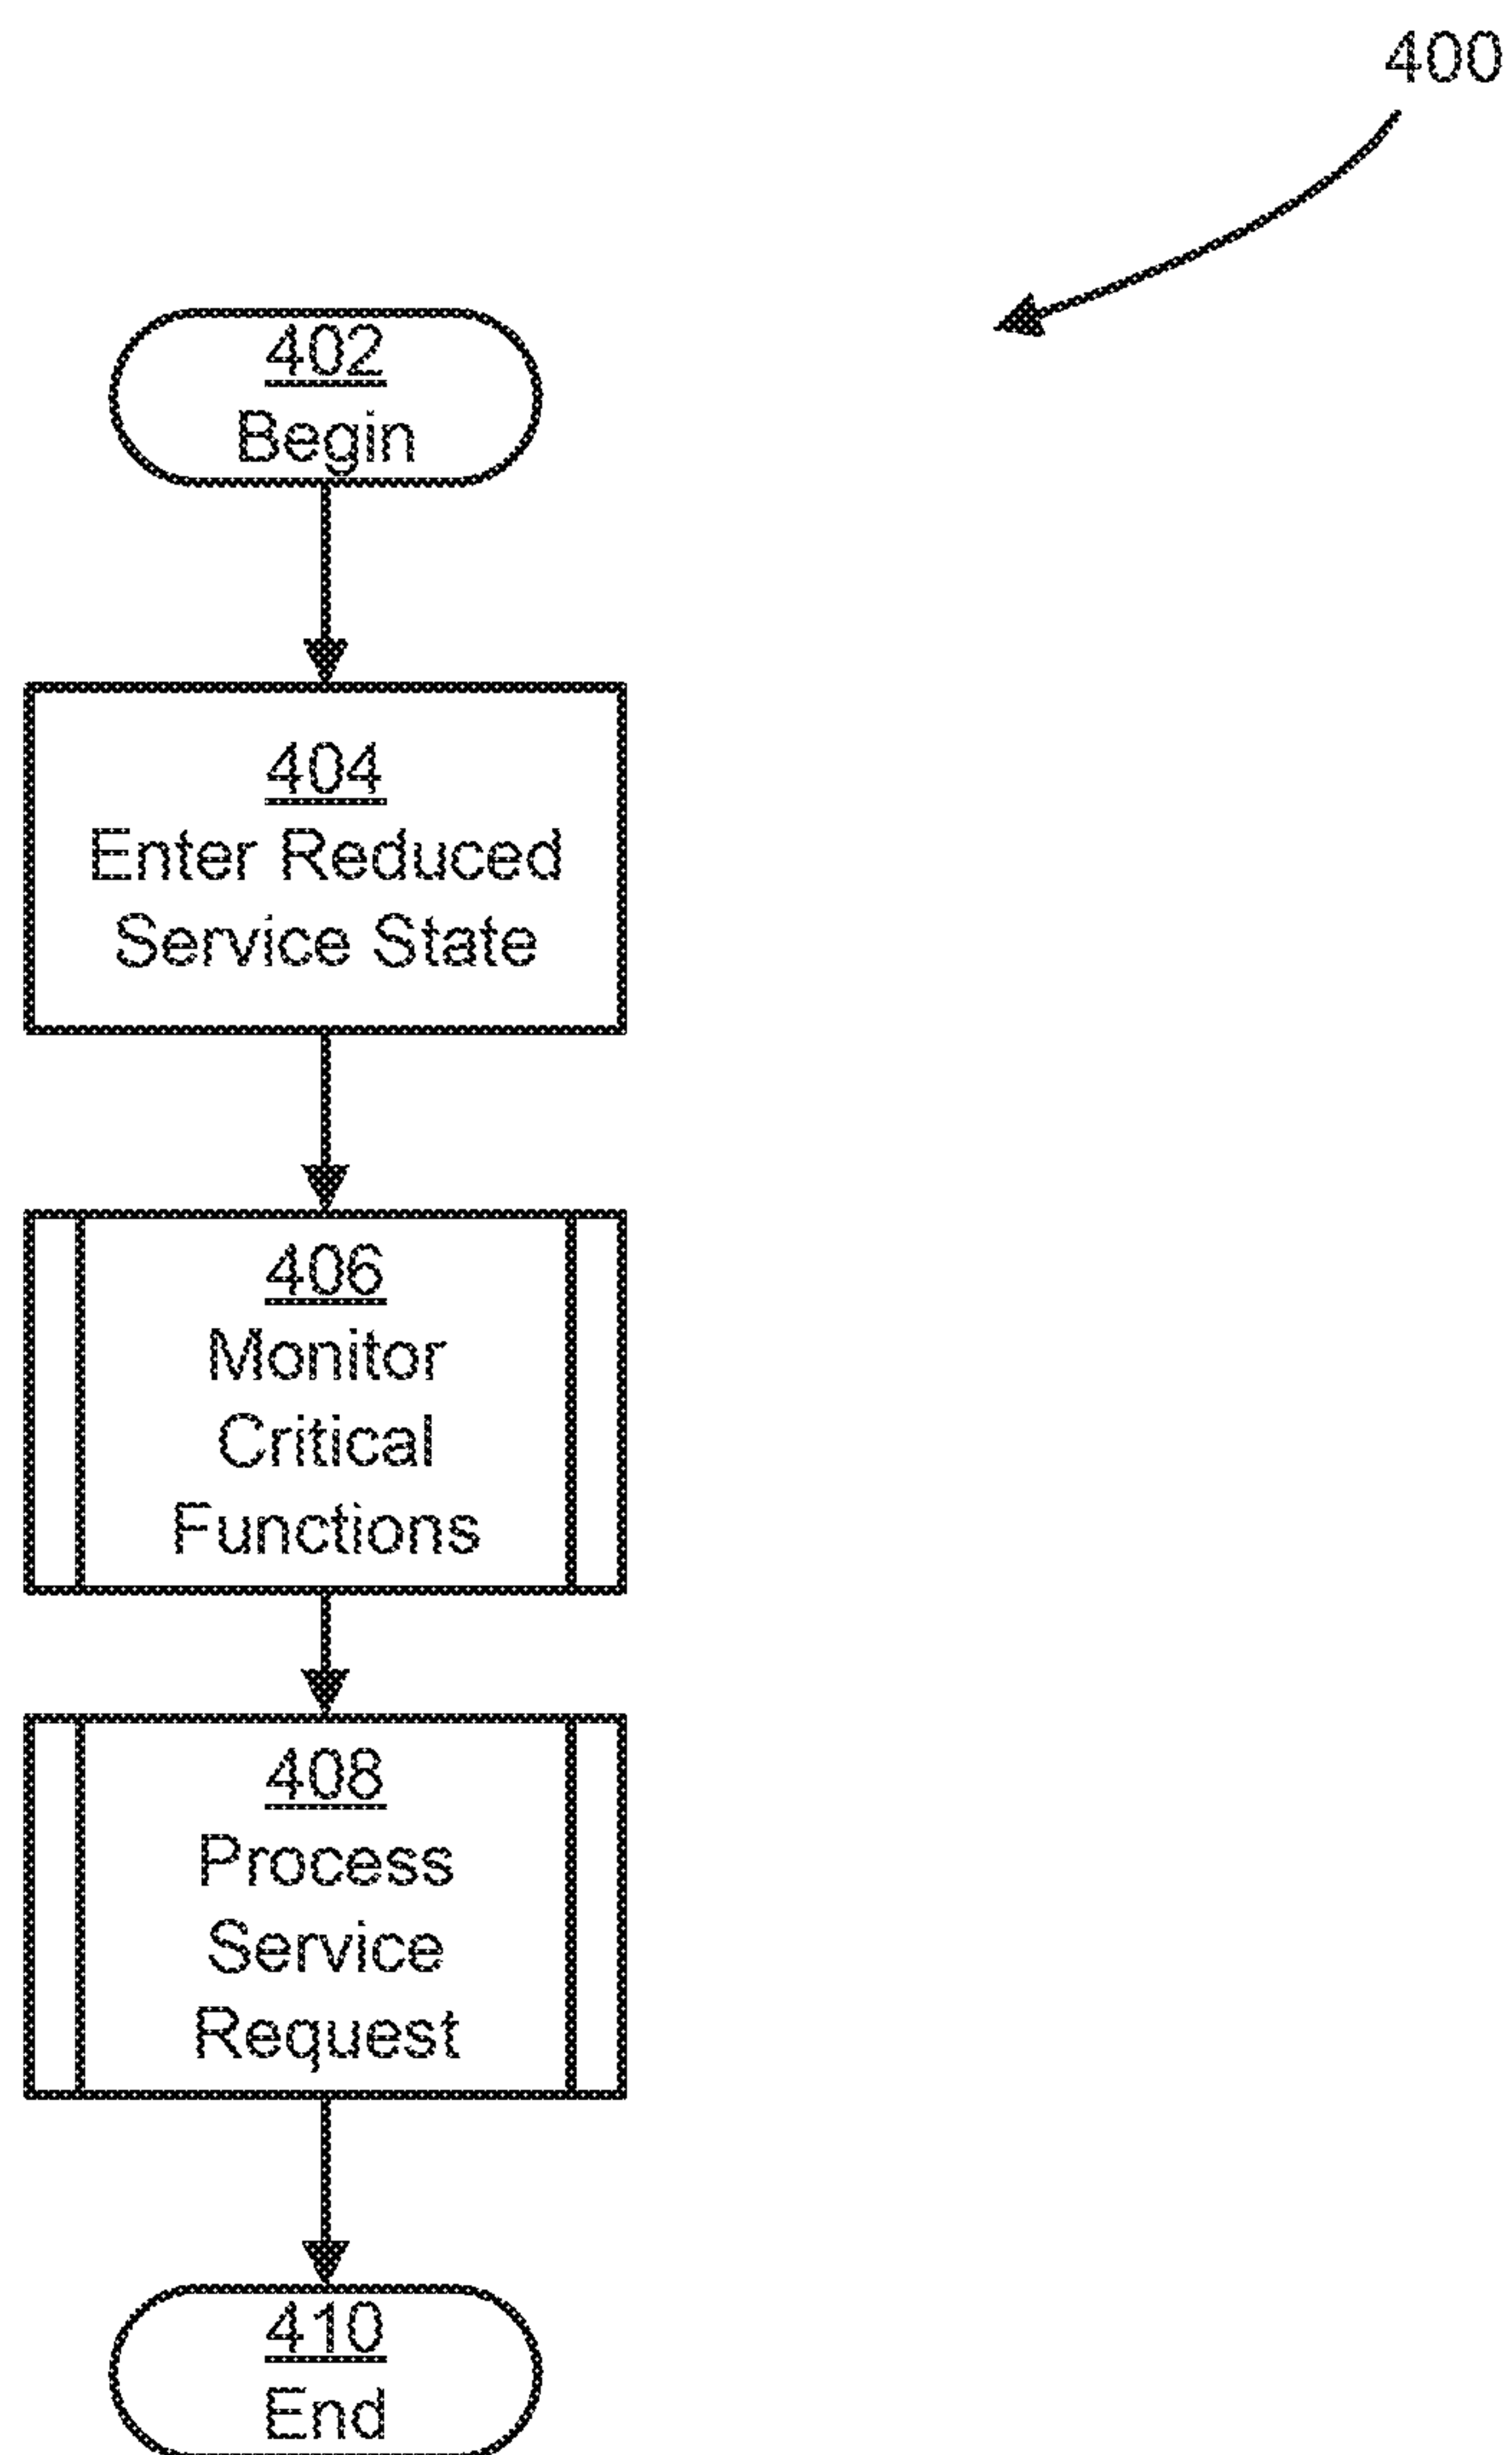 400
402
Begin
404
Enter Reduced
Service State
406
Monitor
Critical
Functions
408
Process
Service
Request
410
End